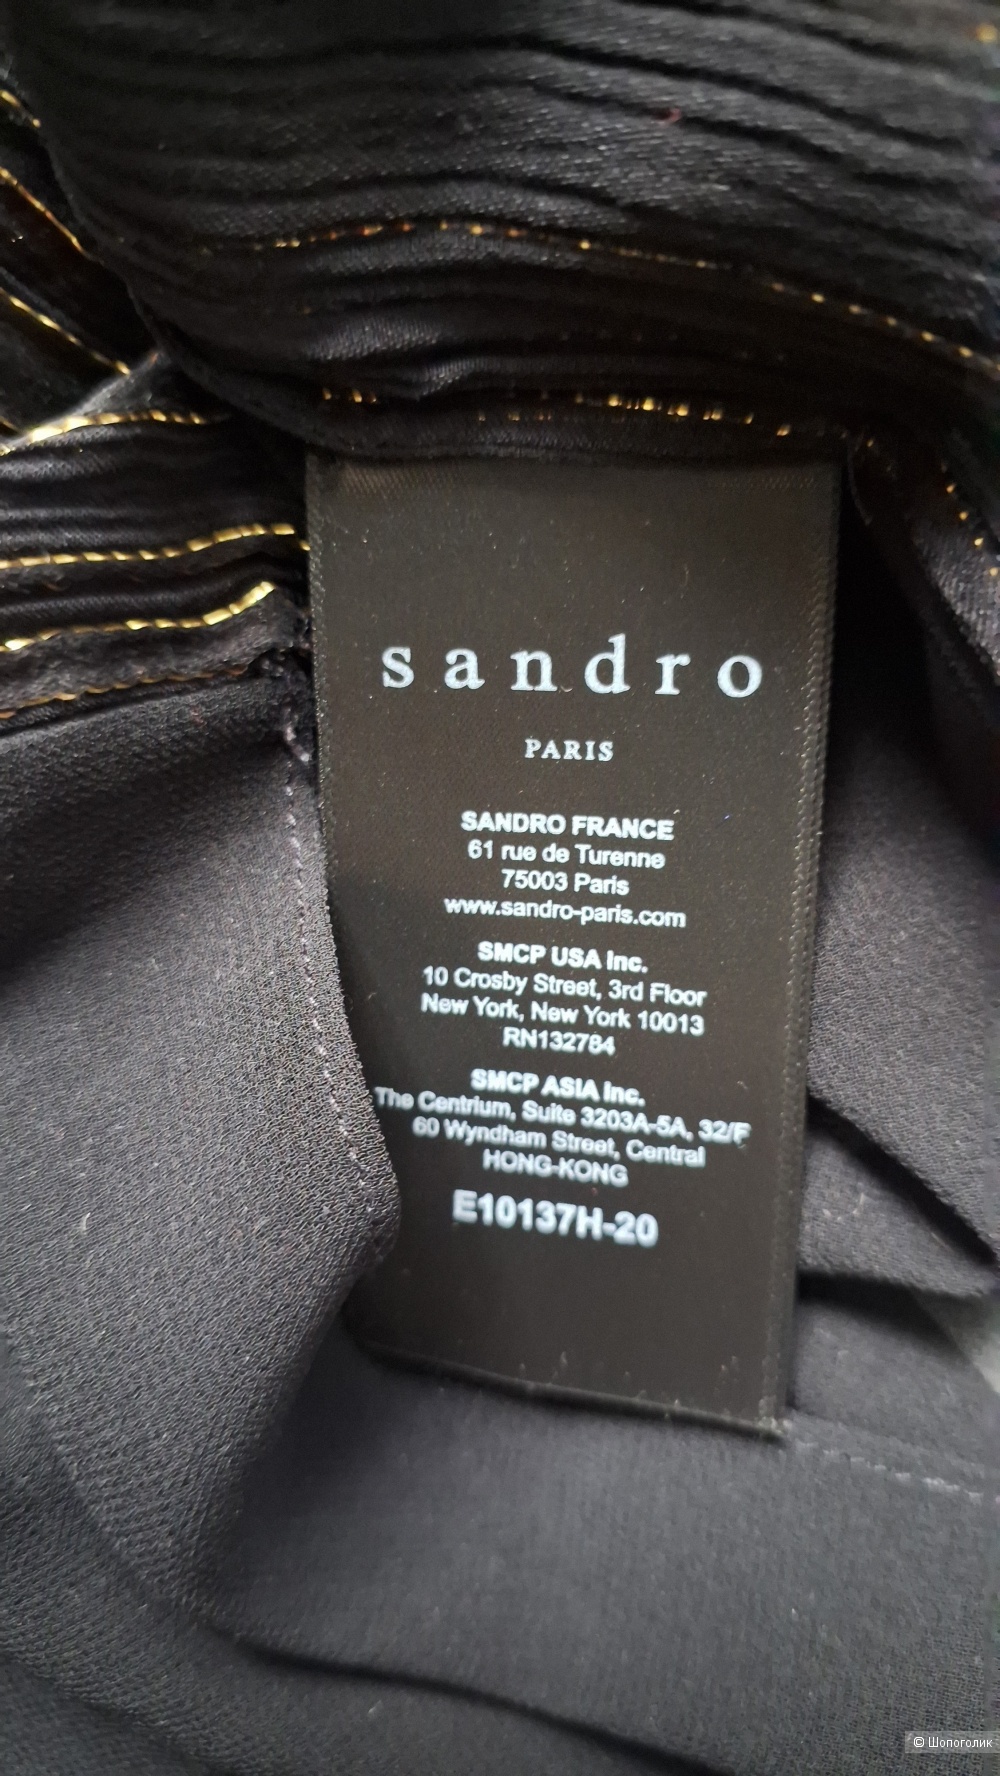 sandro
PARIS
SANDRO FRANCE
61 rue de Turenne
75003 Paris
www.sandro-paris.com
SMCP USA Inc.
10 Crosby Street, 3rd Floor
New York, New York 10013
RN132784
SMCP ASIA Inc.
The Centrium, Suite 3203A-5A, 32/F
60 Wyndham Street, Central
HONG-KONG
E10137H-20
© Шопоголик